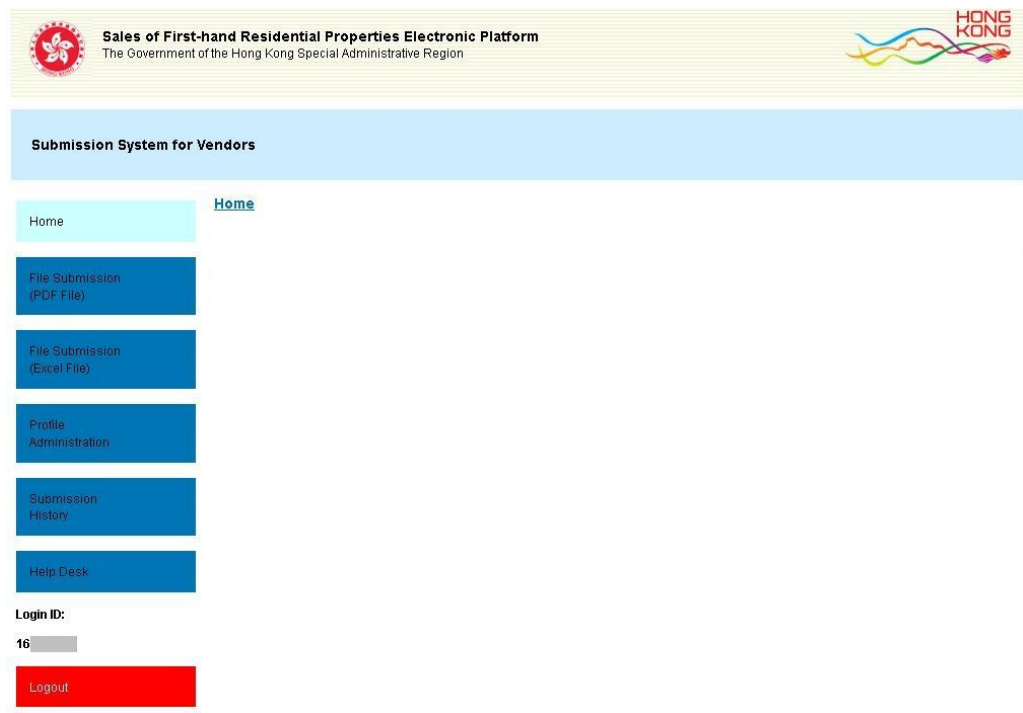 HONG
KONG
Sales of First-hand Residential Properties Electronic Platform
The Government of the Hong Kong Special Administrative Region
Submission System for Vendors
Home
Home
File Submission
(PDF File)
File Submission
(Excel File)
Profile
Administration
Submission
History
Help Desk
Login ID:
16
Logout